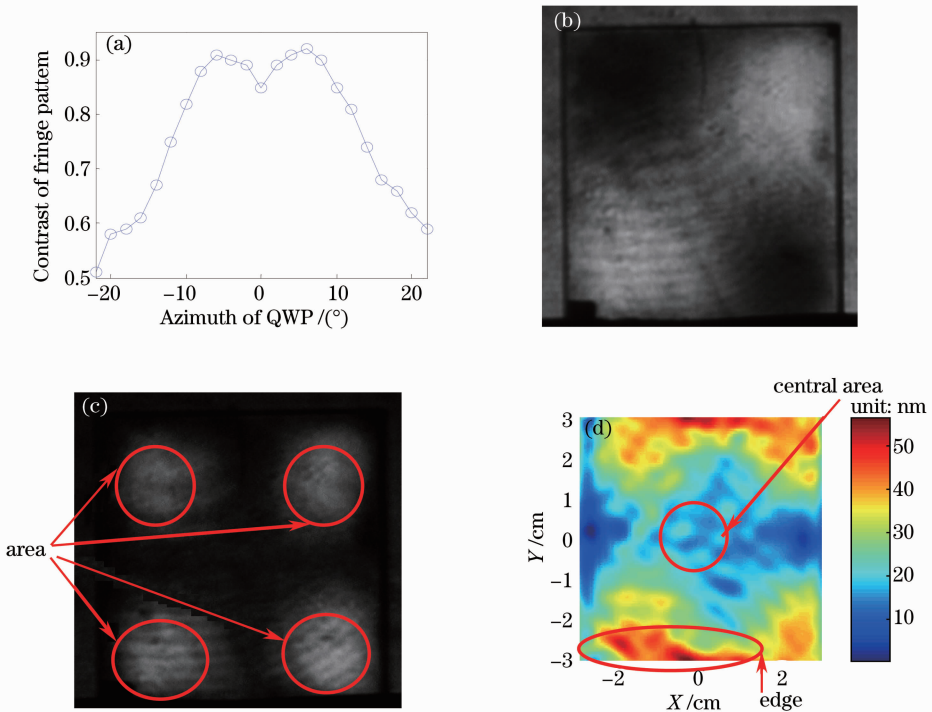 (a)
Contrast of fringe pattem
0.9
0.8
0.7
0.6
0.5
−20
−10
0
10
20
Azimuth of QWP /(°)
(b)
(c)
area
central area
unit: nm
(d)
3
2
1
0
−1
−2
−3
Y /cm
−2
0
2
X /cm
edge
50
40
30
20
10